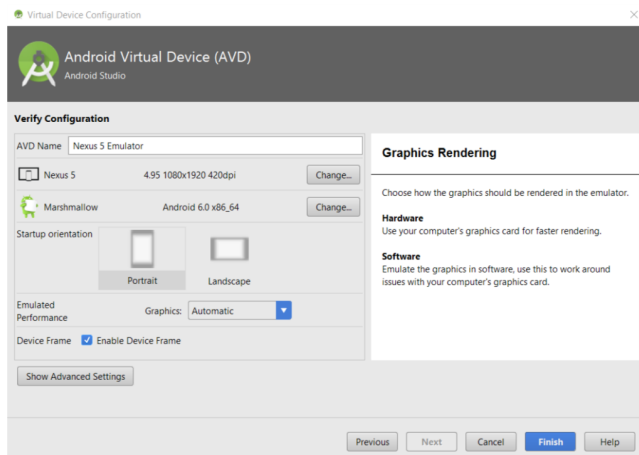 Virtual Device Configuration
Android Virtual Device (AVD)
Android Studio
Verify Configuration
AVD Name Nexus 5 Emulator
Nexus 5 4.95 1080x1920 420dpi Change...
Marshmallow Android 6.0 x86_64 Change...
Startup orientation
Portrait Landscape
Emulated
Performance Graphics: Automatic
Device Frame Enable Device Frame
Show Advanced Settings
Graphics Rendering
Choose how the graphics should be rendered in the emulator.
Hardware
Use your computer's graphics card for faster rendering.
Software
Emulate the graphics in software, use this to work around
issues with your computer's graphics card.
Previous Next Cancel Finish Help